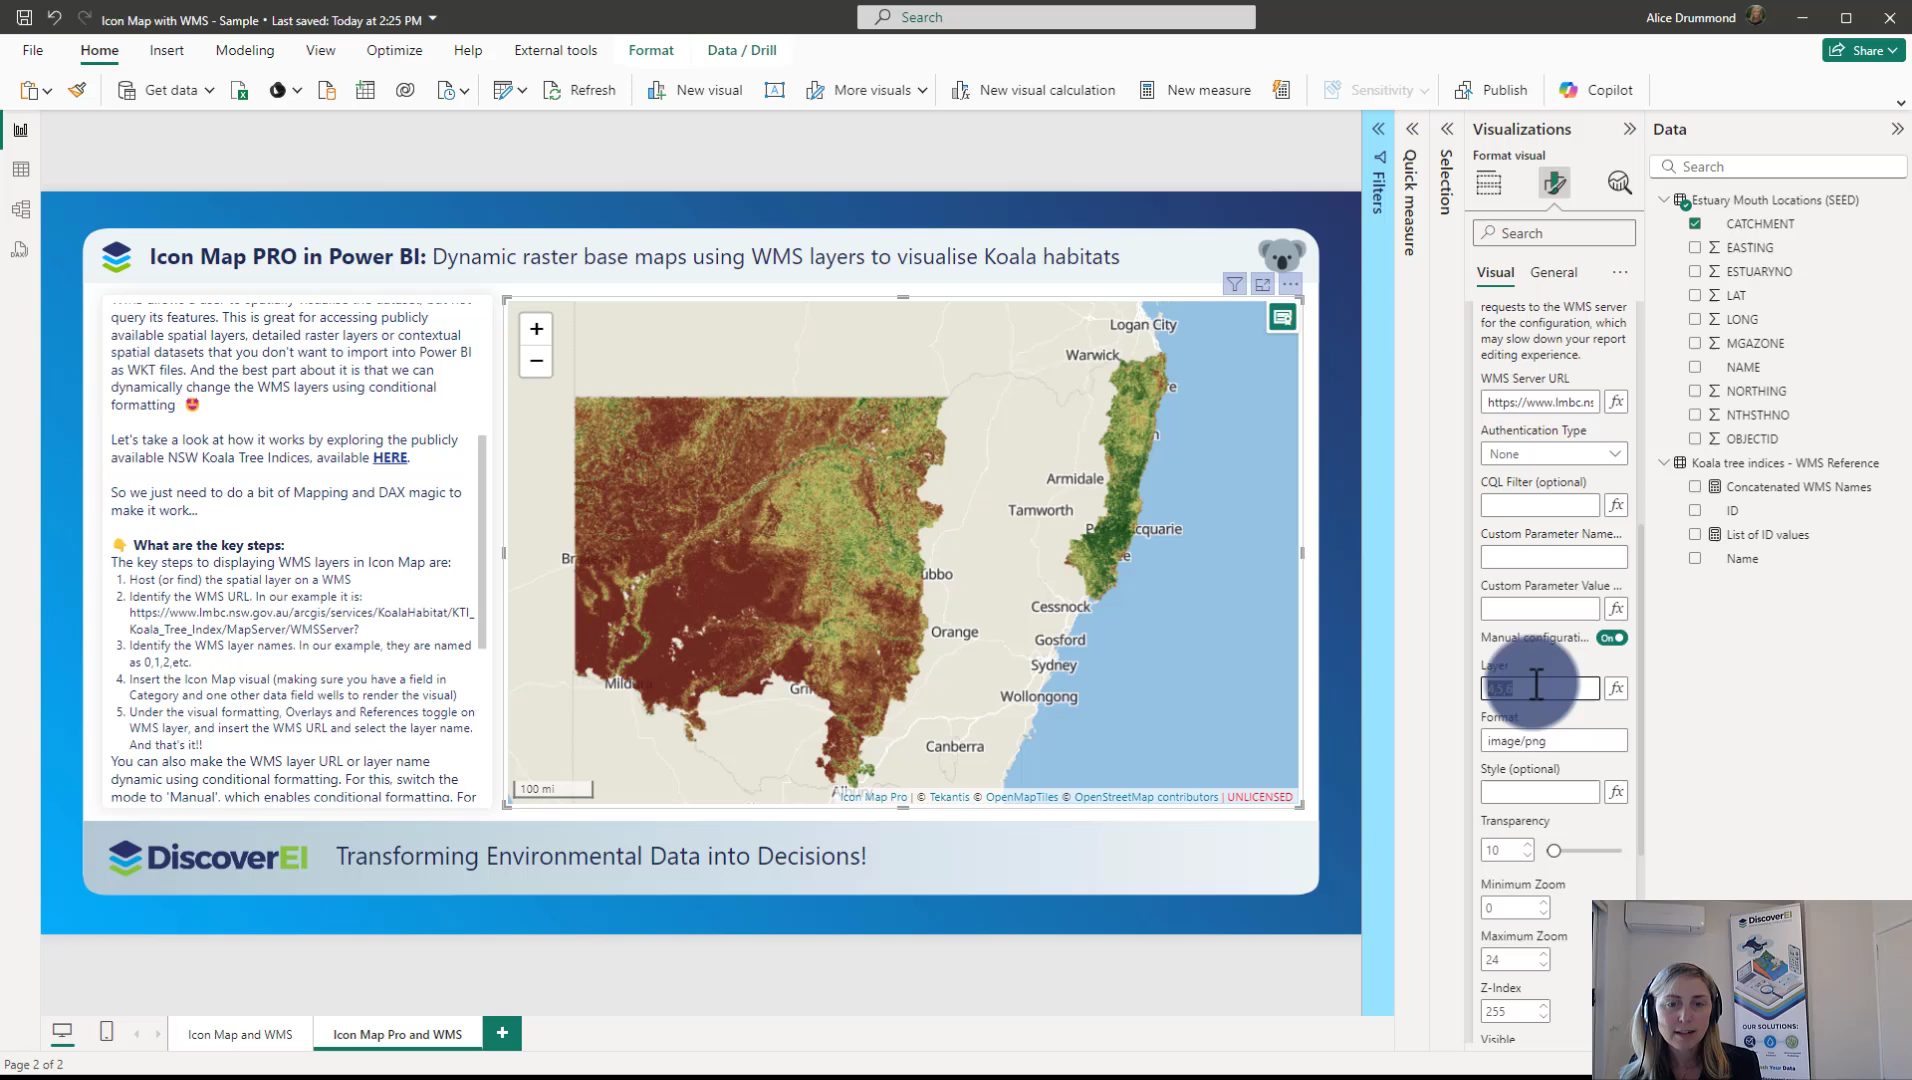 Icon Map with WMS - Sample • Last saved: Today at 2:25 PM
Search
Alice Drummond
File
Home
Insert
Modeling
View
Optimize
Help
External tools
Format
Data / Drill
Share
Get data
Refresh
New visual
More visuals
New visual calculation
New measure
Sensitivity
Publish
Copilot
Icon Map PRO in Power BI: Dynamic raster base maps using WMS layers to visualise Koala habitats
query its features. This is great for accessing publicly
available spatial layers, detailed raster layers or contextual
spatial datasets that you don't want to import into Power BI
as WKT files. And the best part about it is that we can
dynamically change the WMS layers using conditional
formatting
Let's take a look at how it works by exploring the publicly
available NSW Koala Tree Indices, available HERE.
So we just need to do a bit of Mapping and DAX magic to
make it work...
What are the key steps:
The key steps to displaying WMS layers in Icon Map are:
1. Host (or find) the spatial layer on a WMS
2. Identify the WMS URL. In our example it is:
https://www.lmbc.nsw.gov.au/arcgis/services/KoalaHabitat/KTI_
Koala_Tree_Index/MapServer/WMSServer?
3. Identify the WMS layer names. In our example, they are named
as 0,1,2,etc.
4. Insert the Icon Map visual (making sure you have a field in
Category and one other data field wells to render the visual)
5. Under the visual formatting, Overlays and References toggle on
WMS layer, and insert the WMS URL and select the layer name.
And that's it!!
You can also make the WMS layer URL or layer name
dynamic using conditional formatting. For this, switch the
mode to 'Manual', which enables conditional formatting. For
+
−
Logan City
Warwick
re
n
Armidale
Tamworth
P
cquarie
e
Br
ubbo
Cessnock
Orange
Gosford
Sydney
Mildu
Gri
Wollongong
Canberra
100 mi
Icon Map Pro | © Tekantis © OpenMapTiles © OpenStreetMap contributors | UNLICENSED
DiscoverEI
Transforming Environmental Data into Decisions!
Filters
Quick measure
Selection
Visualizations
Format visual
Search
Visual
General
requests to the WMS server
for the configuration, which
may slow down your report
editing experience.
WMS Server URL
https://www.lmbc.ns
fx
Authentication Type
None
CQL Filter (optional)
fx
Custom Parameter Name...
Custom Parameter Value ...
fx
Manual configurati...
On
Layer
fx
Format
image/png
Style (optional)
fx
Transparency
10
Minimum Zoom
0
Maximum Zoom
24
Z-Index
255
Visible
Data
Search
Estuary Mouth Locations (SEED)
CATCHMENT
EASTING
ESTUARYNO
LAT
LONG
MGAZONE
NAME
NORTHING
NTHSTHNO
OBJECTID
Koala tree indices - WMS Reference
Concatenated WMS Names
ID
List of ID values
Name
DiscoverEI
OUR SOLUTIONS:
Your Data
Icon Map and WMS
Icon Map Pro and WMS
+
Page 2 of 2